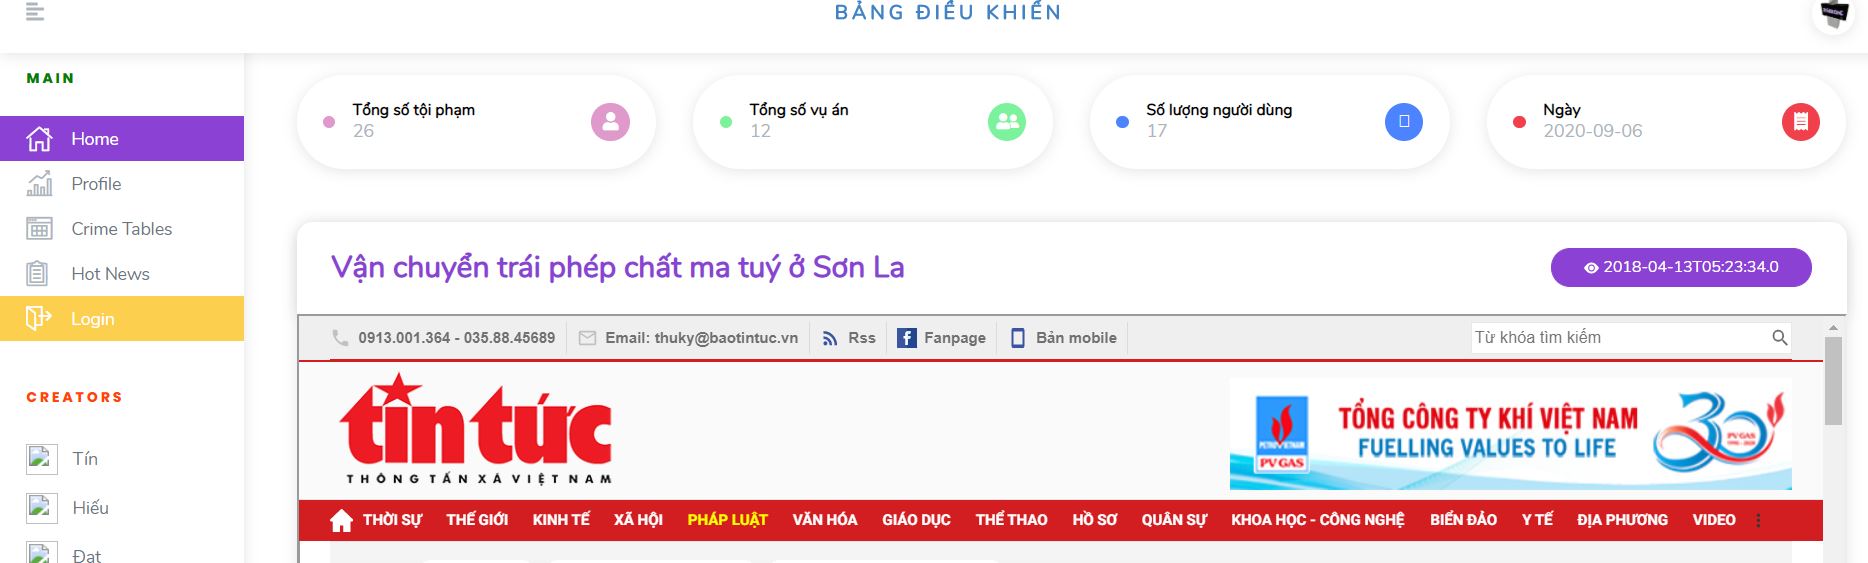 BẢNG ĐIỀU KHIỂN
MAIN
Home
Profile
Crime Tables
Hot News
Login
CREATORS
Tín
Hiếu
Đạt
Tổng số tội phạm
26
Tổng số vụ án
12
Số lượng người dùng
17
Ngày
2020-09-06
Vận chuyển trái phép chất ma tuý ở Sơn La
2018-04-13T05:23:34.0
0913.001.364 - 035.88.45689 Email: thuky@baotintuc.vn Rss Fanpage Bản mobile Từ khóa tìm kiếm
tin tức
THÔNG TẤN XÃ VIỆT NAM
PETROVIETNAM
PV GAS
TỔNG CÔNG TY KHÍ VIỆT NAM
FUELLING VALUES TO LIFE
30
PV GAS
THỜI SỰ THẾ GIỚI KINH TẾ XÃ HỘI PHÁP LUẬT VĂN HÓA GIÁO DỤC THỂ THAO HỒ SƠ QUÂN SỰ KHOA HỌC - CÔNG NGHỆ BIỂN ĐẢO Y TẾ ĐỊA PHƯƠNG VIDEO